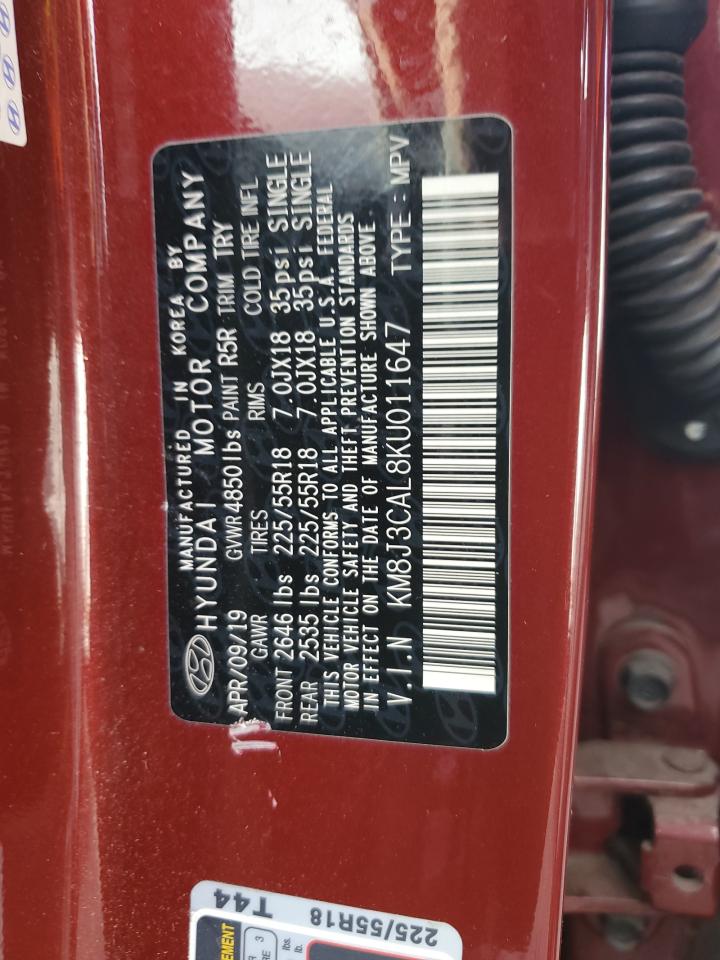 MANUFACTURED IN KOREA BY
HYUNDAI MOTOR COMPANY
APR/09/19 GVWR 4850 lbs PAINT R5R TRIM TRY
GAWR TIRES RIMS COLD TIRE INFL
FRONT 2646 lbs 225/55R18 7.0JX18 35psi SINGLE
REAR 2535 lbs 225/55R18 7.0JX18 35psi SINGLE
THIS VEHICLE CONFORMS TO ALL APPLICABLE U.S.A. FEDERAL
MOTOR VEHICLE SAFETY AND THEFT PREVENTION STANDARDS
IN EFFECT ON THE DATE OF MANUFACTURE SHOWN ABOVE.
V.I.N KM8J3CAL8KU011647 TYPE : MPV
225/55R18
T44
lbs.
lb.
3